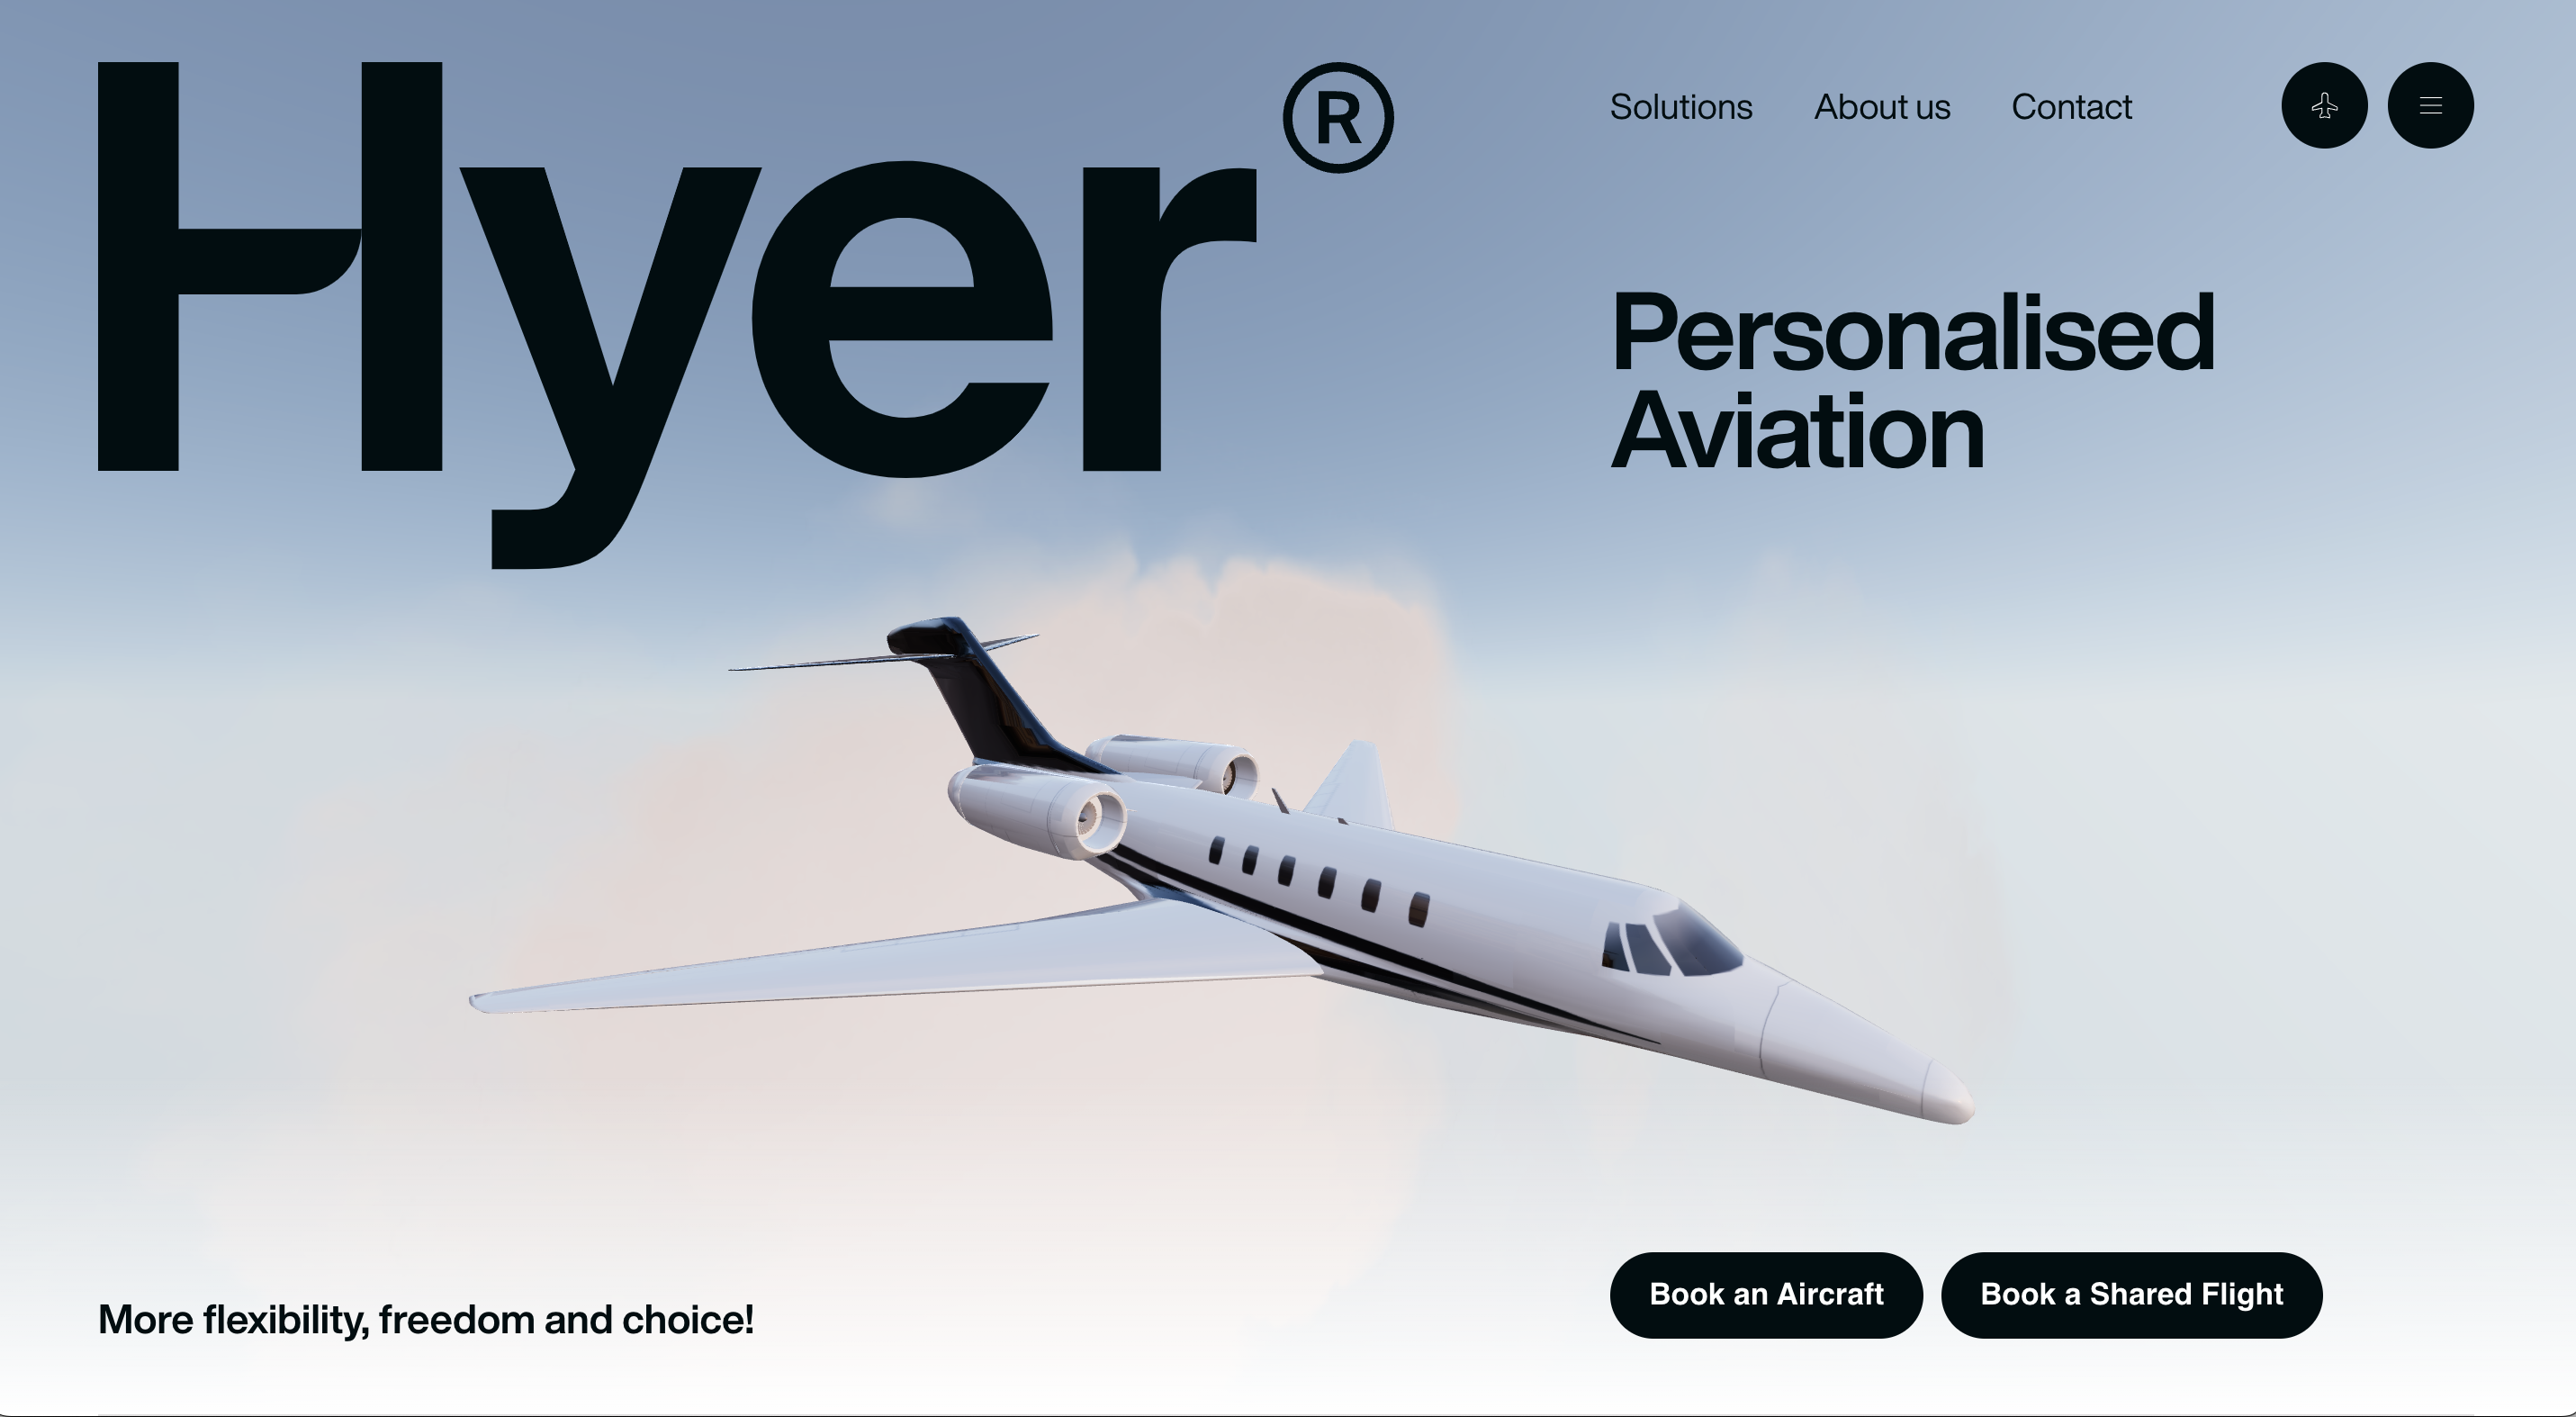 Hyer®
Solutions
About us
Contact
Personalised
Aviation
More flexibility, freedom and choice!
Book an Aircraft
Book a Shared Flight